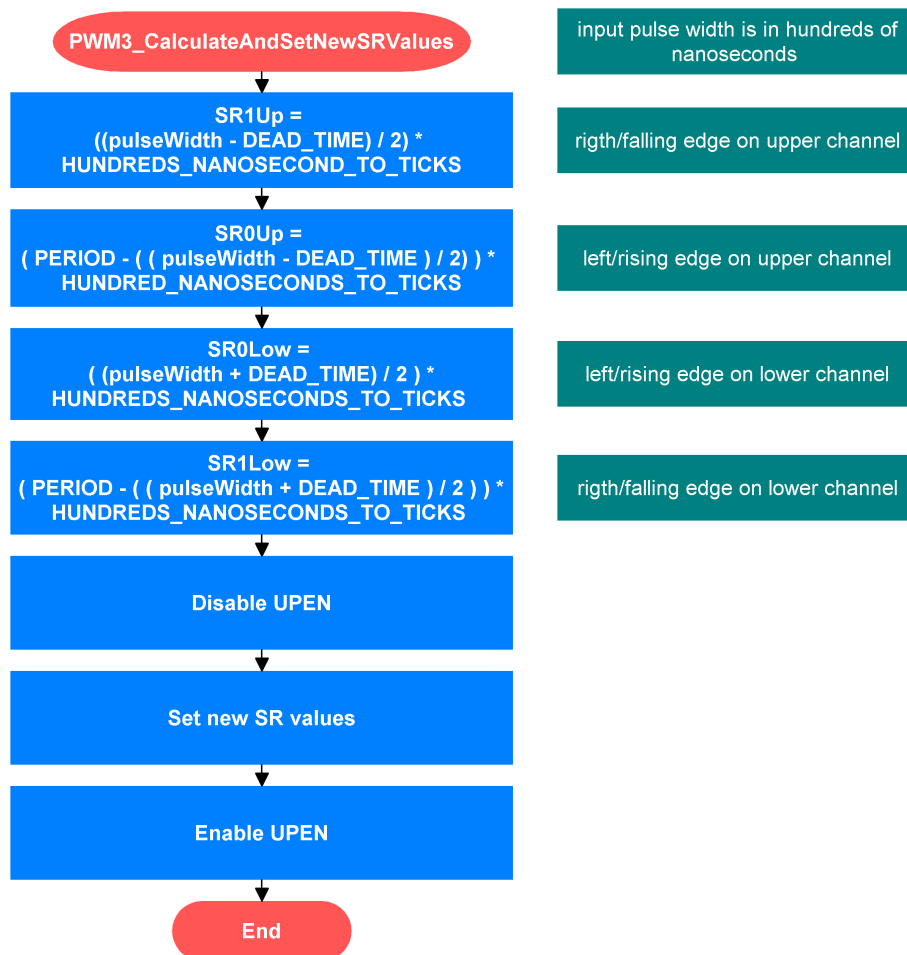 PWM3_CalculateAndSetNewSRValues
input pulse width is in hundreds of
nanoseconds
SR1Up =
((pulseWidth - DEAD_TIME) / 2) *
HUNDREDS_NANOSECOND_TO_TICKS
rigth/falling edge on upper channel
SR0Up =
( PERIOD - ( ( pulseWidth - DEAD_TIME ) / 2) ) *
HUNDRED_NANOSECONDS_TO_TICKS
left/rising edge on upper channel
SR0Low =
( (pulseWidth + DEAD_TIME) / 2 ) *
HUNDREDS_NANOSECONDS_TO_TICKS
left/rising edge on lower channel
SR1Low =
( PERIOD - ( ( pulseWidth + DEAD_TIME ) / 2 ) ) *
HUNDREDS_NANOSECONDS_TO_TICKS
rigth/falling edge on lower channel
Disable UPEN
Set new SR values
Enable UPEN
End